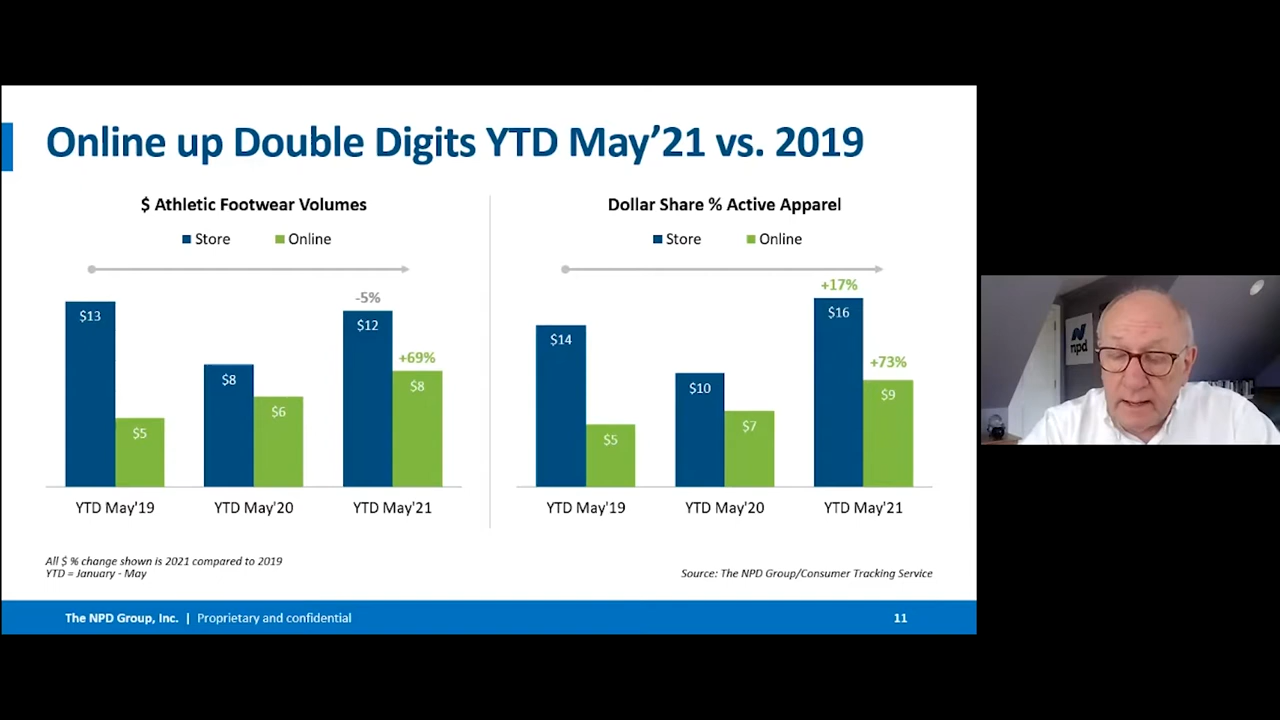 Online up Double Digits YTD May'21 vs. 2019
$ Athletic Footwear Volumes
Store Online
-5%
+69%
$13
$5
$8
$6
$12
$8
YTD May'19 YTD May'20 YTD May'21
Dollar Share % Active Apparel
Store Online
+17%
+73%
$14
$5
$10
$7
$16
$9
YTD May'19 YTD May'20 YTD May'21
All $ % change shown is 2021 compared to 2019
YTD = January - May
Source: The NPD Group/Consumer Tracking Service
The NPD Group, Inc. | Proprietary and confidential
11
npd